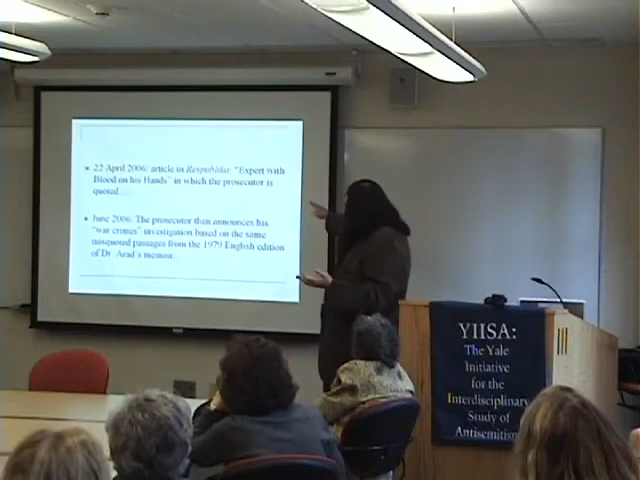 • 22 April 2006: article in Respublika: "Expert with
Blood on his Hands" in which the prosecutor is
quoted...
• June 2006: The prosecutor then announces his
"war crimes" investigation based on the same
misquoted passages from the 1979 English edition
of Dr. Arad's memoir...
YIISA:
The Yale
Initiative
for the
Interdisciplinary
Study of
Antisemitism